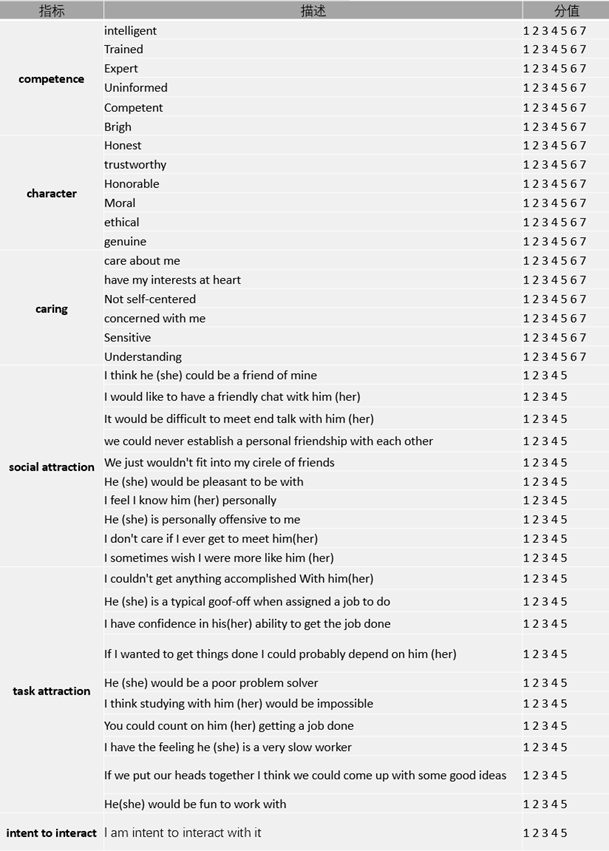 指标 描述 分值
competence
intelligent 1 2 3 4 5 6 7
Trained 1 2 3 4 5 6 7
Expert 1 2 3 4 5 6 7
Uninformed 1 2 3 4 5 6 7
Competent 1 2 3 4 5 6 7
Brigh 1 2 3 4 5 6 7
character
Honest 1 2 3 4 5 6 7
trustworthy 1 2 3 4 5 6 7
Honorable 1 2 3 4 5 6 7
Moral 1 2 3 4 5 6 7
ethical 1 2 3 4 5 6 7
genuine 1 2 3 4 5 6 7
caring
care about me 1 2 3 4 5 6 7
have my interests at heart 1 2 3 4 5 6 7
Not self-centered 1 2 3 4 5 6 7
concerned with me 1 2 3 4 5 6 7
Sensitive 1 2 3 4 5 6 7
Understanding 1 2 3 4 5 6 7
social attraction
I think he (she) could be a friend of mine 1 2 3 4 5
I would like to have a friendly chat witk him (her) 1 2 3 4 5
It would be difficult to meet end talk with him (her) 1 2 3 4 5
we could never establish a personal friendship with each other 1 2 3 4 5
We just wouldn't fit into my cirele of friends 1 2 3 4 5
He (she) would be pleasant to be with 1 2 3 4 5
I feel I know him (her) personally 1 2 3 4 5
He (she) is personally offensive to me 1 2 3 4 5
I don't care if I ever get to meet him(her) 1 2 3 4 5
I sometimes wish I were more like him (her) 1 2 3 4 5
task attraction
I couldn't get anything accomplished With him(her) 1 2 3 4 5
He (she) is a typical goof-off when assigned a job to do 1 2 3 4 5
I have confidence in his(her) ability to get the job done 1 2 3 4 5
If I wanted to get things done I could probably depend on him (her) 1 2 3 4 5
He (she) would be a poor problem solver 1 2 3 4 5
I think studying with him (her) would be impossible 1 2 3 4 5
You could count on him (her) getting a job done 1 2 3 4 5
I have the feeling he (she) is a very slow worker 1 2 3 4 5
If we put our heads together I think we could come up with some good ideas 1 2 3 4 5
He(she) would be fun to work with 1 2 3 4 5
intent to interact I am intent to interact with it 1 2 3 4 5